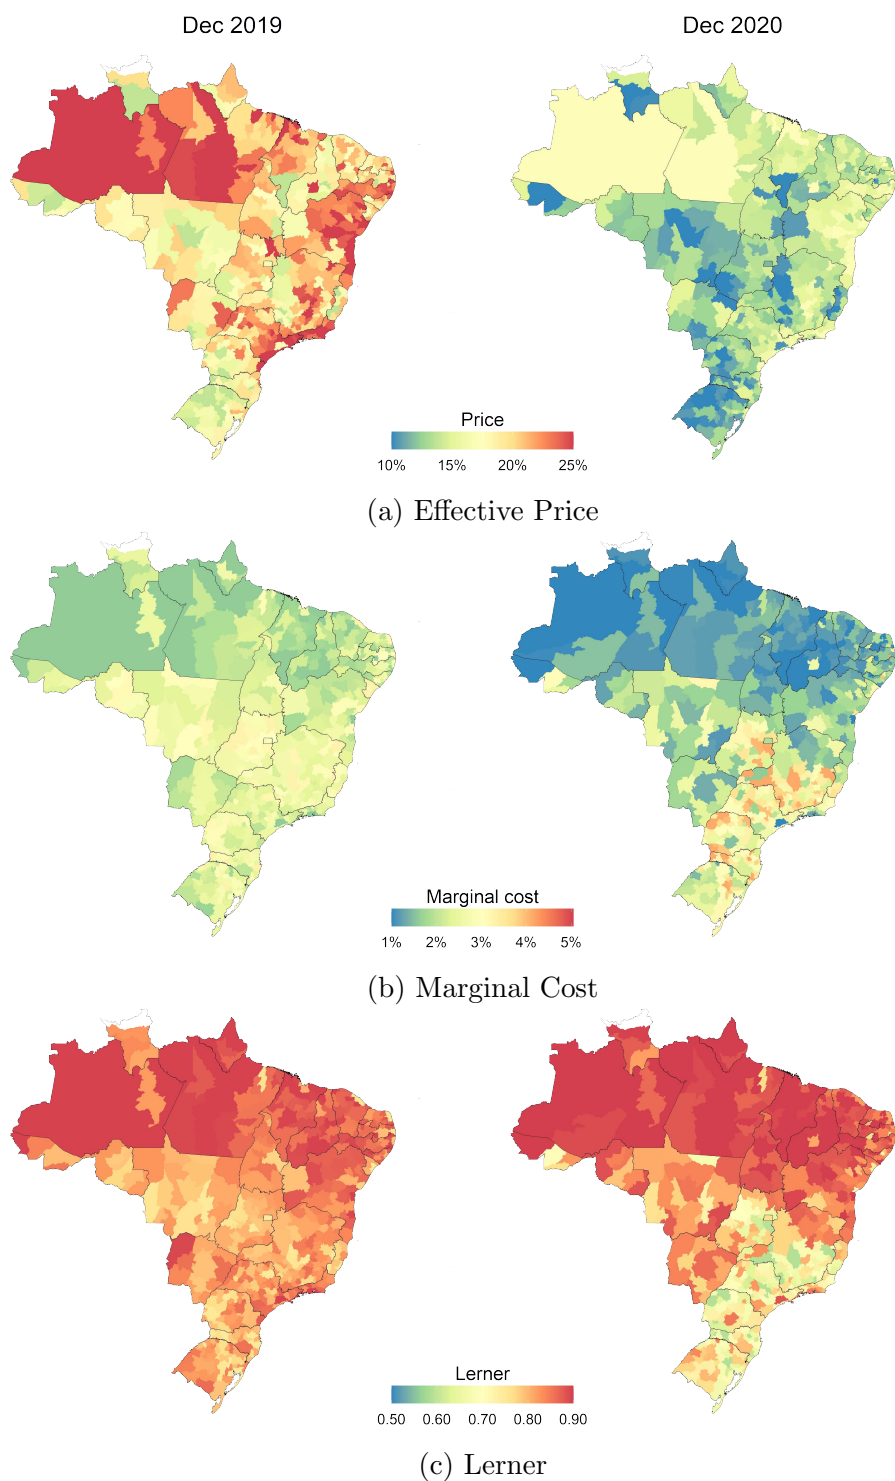 Dec 2019 Dec 2020
Price
10% 15% 20% 25%
(a) Effective Price
Marginal cost
1% 2% 3% 4% 5%
(b) Marginal Cost
Lerner
0.50 0.60 0.70 0.80 0.90
(c) Lerner